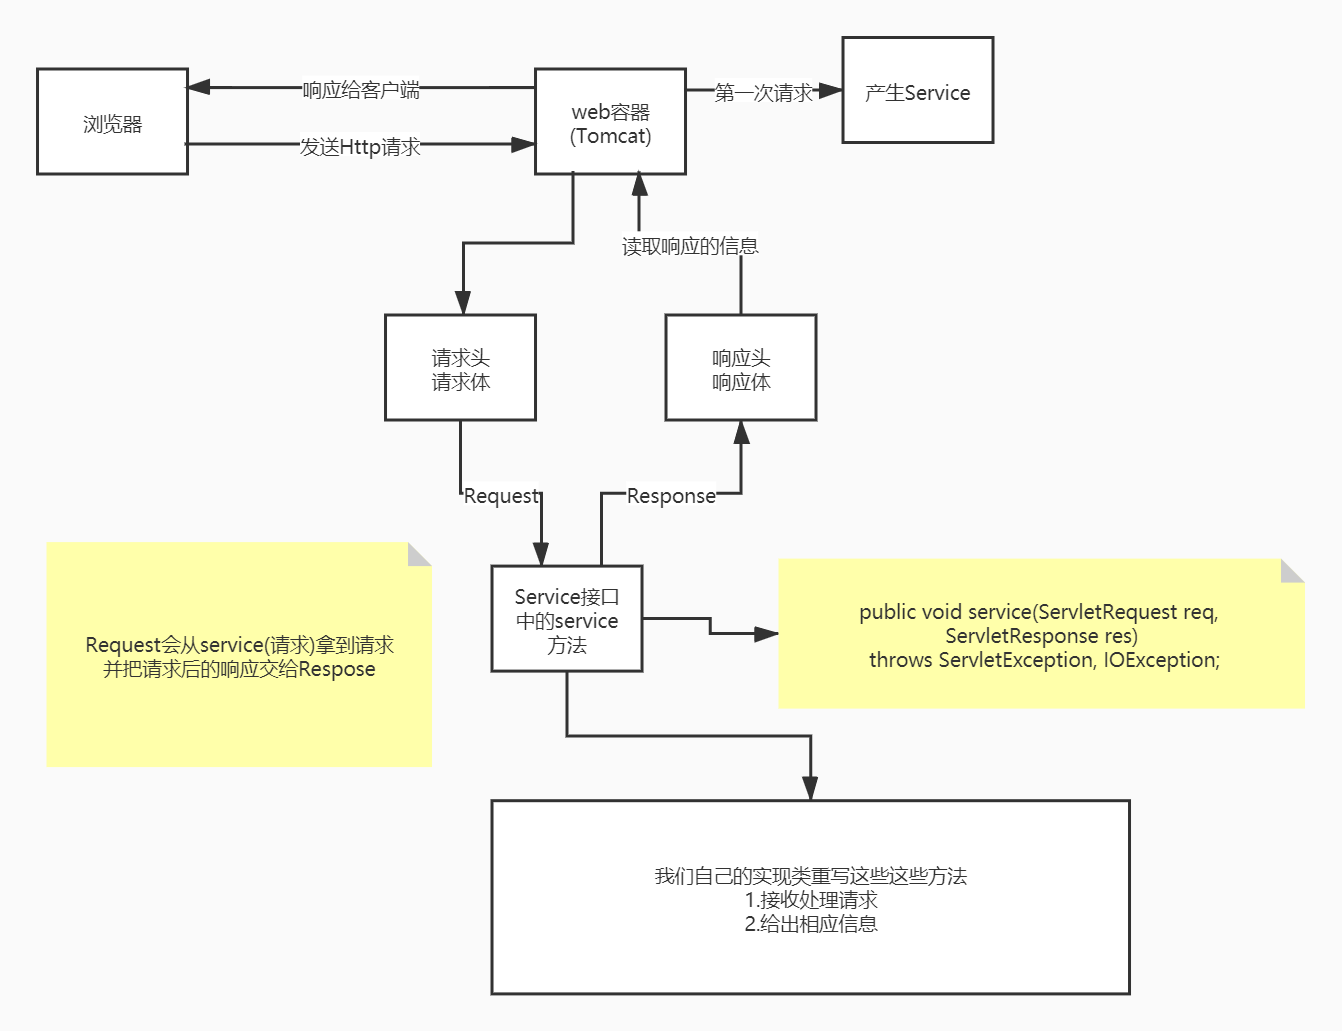 响应给客户端
浏览器
发送Http请求
web容器
(Tomcat)
第一次请求
产生Service
读取响应的信息
请求头
请求体
响应头
响应体
Request
Response
Service接口
中的service
方法
Request会从service(请求)拿到请求
并把请求后的响应交给Respose
public void service(ServletRequest req,
ServletResponse res)
throws ServletException, IOException;
我们自己的实现类重写这些这些方法
1.接收处理请求
2.给出相应信息